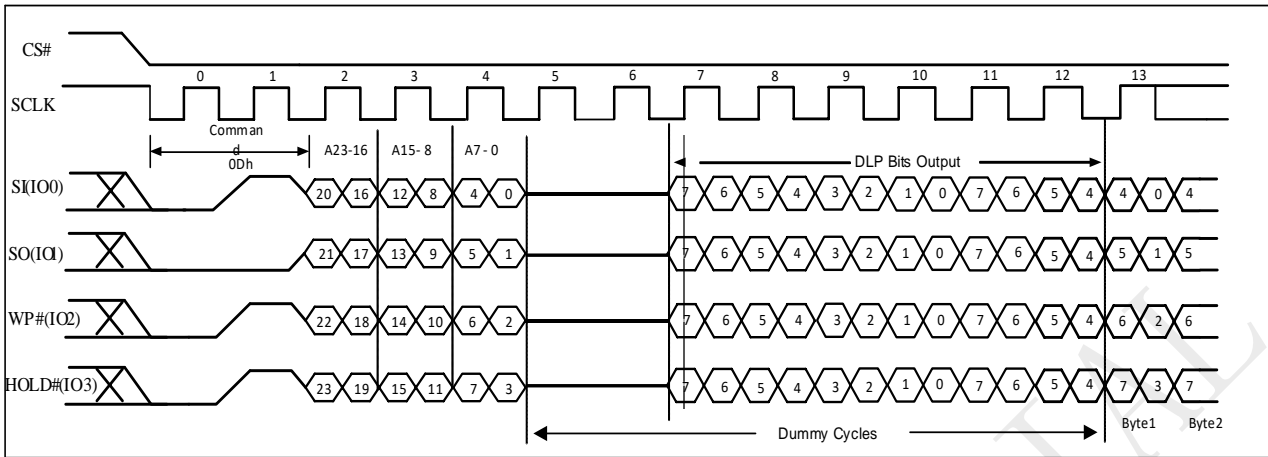 CS#
0 1 2 3 4 5 6 7 8 9 10 11 12 13
SCLK
Comman
d
0Dh
A23-16 A15-8 A7-0
DLP Bits Output
SI(IO0) 20 16 12 8 4 0 7 6 5 4 3 2 1 0 7 6 5 4 4 0 4
SO(IO1) 21 17 13 9 5 1 7 6 5 4 3 2 1 0 7 6 5 4 5 1 5
WP#(IO2) 22 18 14 10 6 2 7 6 5 4 3 2 1 0 7 6 5 4 6 2 6
HOLD#(IO3) 23 19 15 11 7 3 7 6 5 4 3 2 1 0 7 6 5 4 7 3 7
Byte1 Byte2
Dummy Cycles